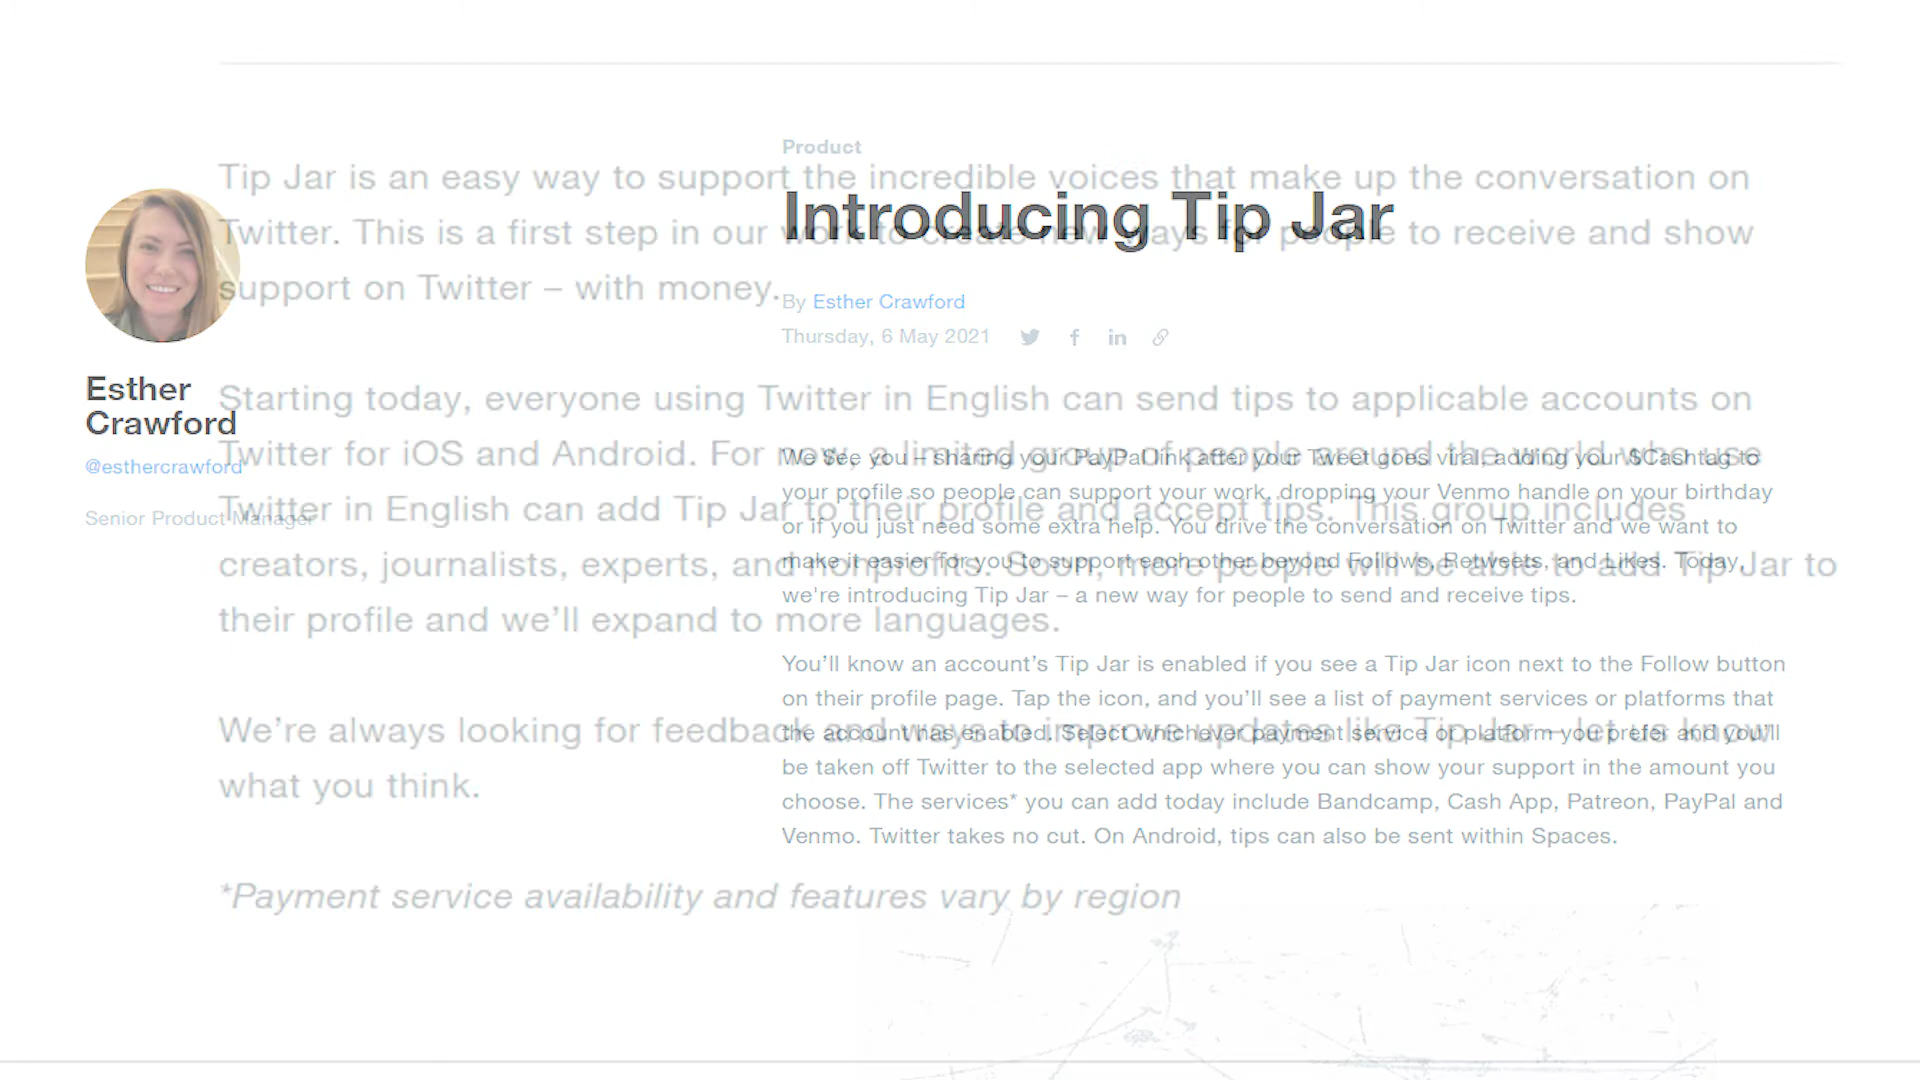 Product
Introducing Tip Jar
By Esther Crawford
Thursday, 6 May 2021
We see you – sharing your PayPal link after your Tweet goes viral, adding your $Cashtag to
your profile so people can support your work, dropping your Venmo handle on your birthday
or if you just need some extra help. You drive the conversation on Twitter and we want to
make it easier for you to support each other beyond Follows, Retweets, and Likes. Today,
we're introducing Tip Jar – a new way for people to send and receive tips.
You’ll know an account’s Tip Jar is enabled if you see a Tip Jar icon next to the Follow button
on their profile page. Tap the icon, and you’ll see a list of payment services or platforms that
the account has enabled. Select whichever payment service or platform you prefer and you’ll
be taken off Twitter to the selected app where you can show your support in the amount you
choose. The services* you can add today include Bandcamp, Cash App, Patreon, PayPal and
Venmo. Twitter takes no cut. On Android, tips can also be sent within Spaces.
Esther
Crawford
@esthercrawford
Senior Product Manager
Tip Jar is an easy way to support the incredible voices that make up the conversation on
Twitter. This is a first step in our work to create new ways for people to receive and show
support on Twitter – with money.
Starting today, everyone using Twitter in English can send tips to applicable accounts on
Twitter for iOS and Android. For now, a limited group of people around the world who use
Twitter in English can add Tip Jar to their profile and accept tips. This group includes
creators, journalists, experts, and nonprofits. Soon, more people will be able to add Tip Jar to
their profile and we’ll expand to more languages.
We’re always looking for feedback and ways to improve updates like Tip Jar – let us know
what you think.
*Payment service availability and features vary by region